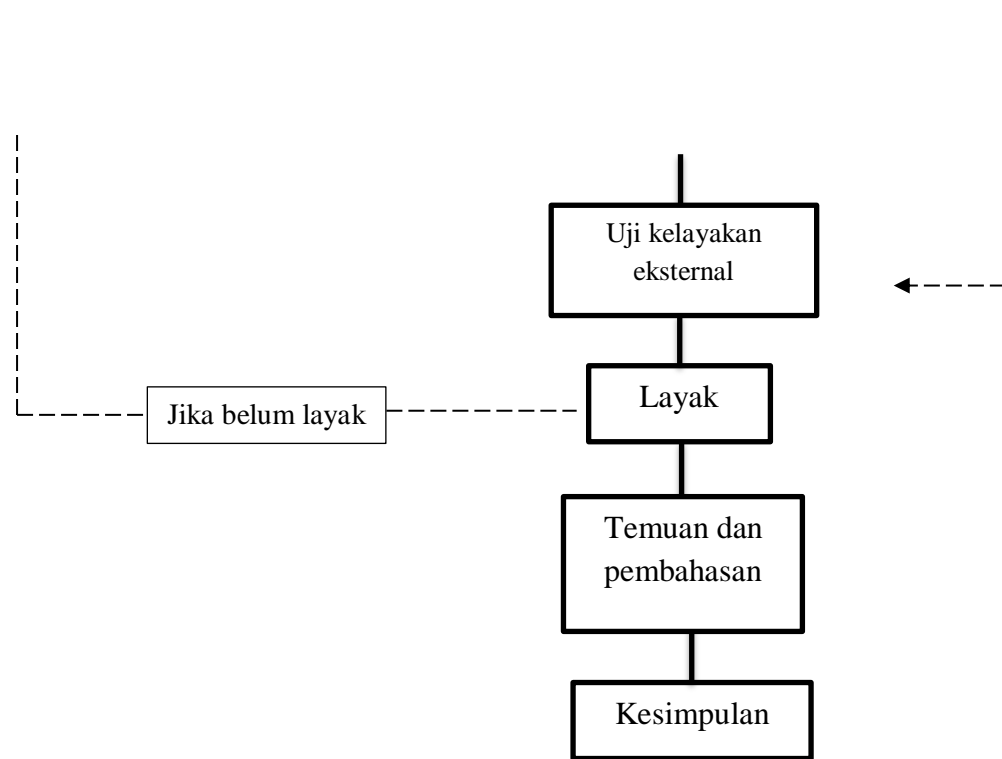 Uji kelayakan
eksternal
Layak
Jika belum layak
Temuan dan
pembahasan
Kesimpulan